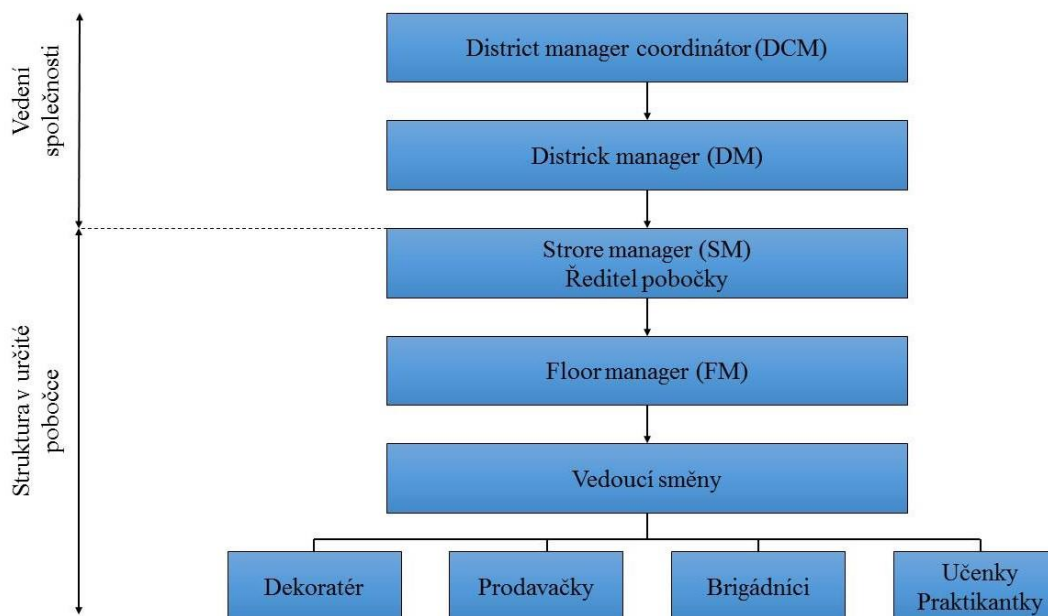 Vedení
společnosti
District manager coordinátor (DCM)
Districk manager (DM)
Struktura v určité
pobočce
Strore manager (SM)
Ředitel pobočky
Floor manager (FM)
Vedoucí směny
Dekoratér
Prodavačky
Brigádníci
Učenky
Praktikantky